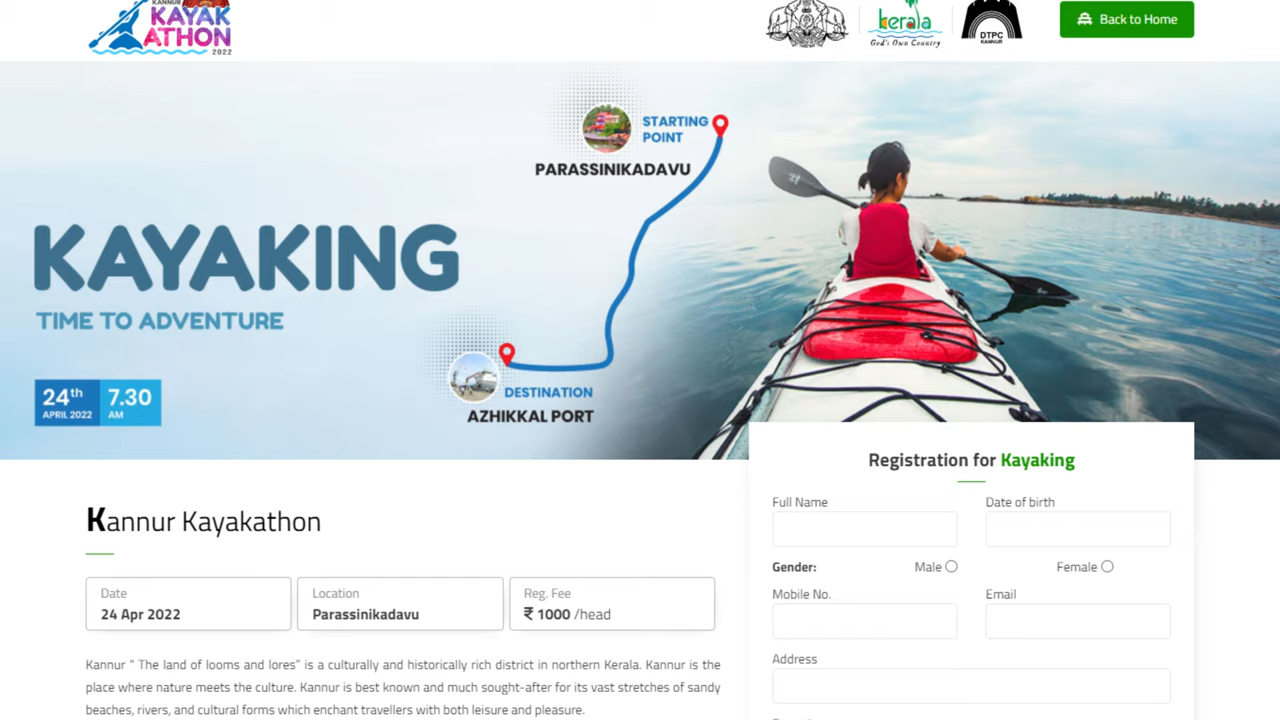 KANNUR
KAYAK
ATHON
2022
kerala
God's Own Country
DTPC
KANNUR
Back to Home
STARTING
POINT
PARASSINIKADAVU
KAYAKING
TIME TO ADVENTURE
24th
APRIL 2022
7.30
AM
DESTINATION
AZHIKKAL PORT
Kannur Kayakathon
Date
24 Apr 2022
Location
Parassinikadavu
Reg. Fee
₹ 1000 /head
Kannur “ The land of looms and lores” is a culturally and historically rich district in northern Kerala. Kannur is the
place where nature meets the culture. Kannur is best known and much sought-after for its vast stretches of sandy
beaches, rivers, and cultural forms which enchant travellers with both leisure and pleasure.
Registration for Kayaking
Full Name
Date of birth
Gender:
Male
Female
Mobile No.
Email
Address